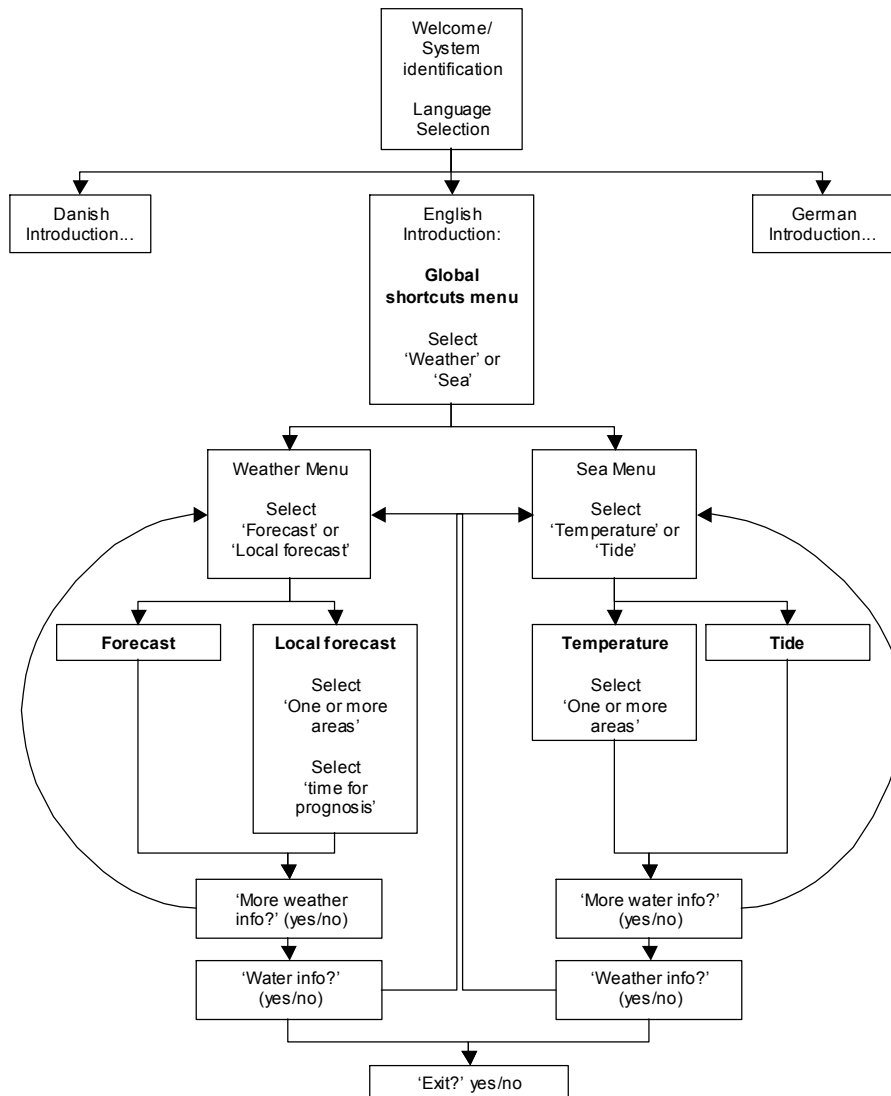 Welcome/
System
identification
Language
Selection
Danish
Introduction...
English
Introduction:
Global
shortcuts menu
Select
‘Weather’ or
‘Sea’
German
Introduction...
Weather Menu
Select
‘Forecast’ or
‘Local forecast’
Sea Menu
Select
‘Temperature’ or
‘Tide’
Forecast
Local forecast
Select
‘One or more
areas’
Select
‘time for
prognosis’
Temperature
Select
‘One or more
areas’
Tide
‘More weather
info?’ (yes/no)
‘More water info?’
(yes/no)
‘Water info?’
(yes/no)
‘Weather info?’
(yes/no)
‘Exit?’ yes/no